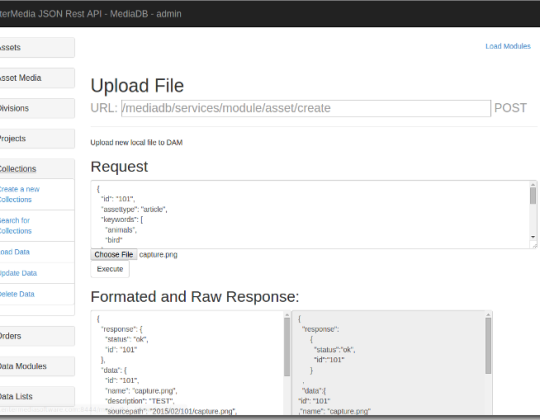 terMedia JSON Rest API - MediaDB - admin
Assets
Load Modules
Asset Media
Upload File
Divisions
URL: /mediadb/services/module/asset/create POST
Projects
Upload new local file to DAM
Collections
Request
Create a new
Collections
Search for
Collections
Load Data
Update Data
Delete Data
{
"id": "101",
"assettype": "article",
"keywords": [
"animals",
"bird"
Choose File capture.png
Execute
Formated and Raw Response:
Orders
Data Modules
Data Lists
{
"response": {
"status": "ok",
"id": "101"
},
"data": {
"id": "101",
"name": "capture.png",
"description": "TEST",
"sourcepath": "2015/02/101/capture.png",
{
"response":
{
"status":"ok",
"id":"101"
}
,
"data":{
"id": "101"
,"name": "capture.png"